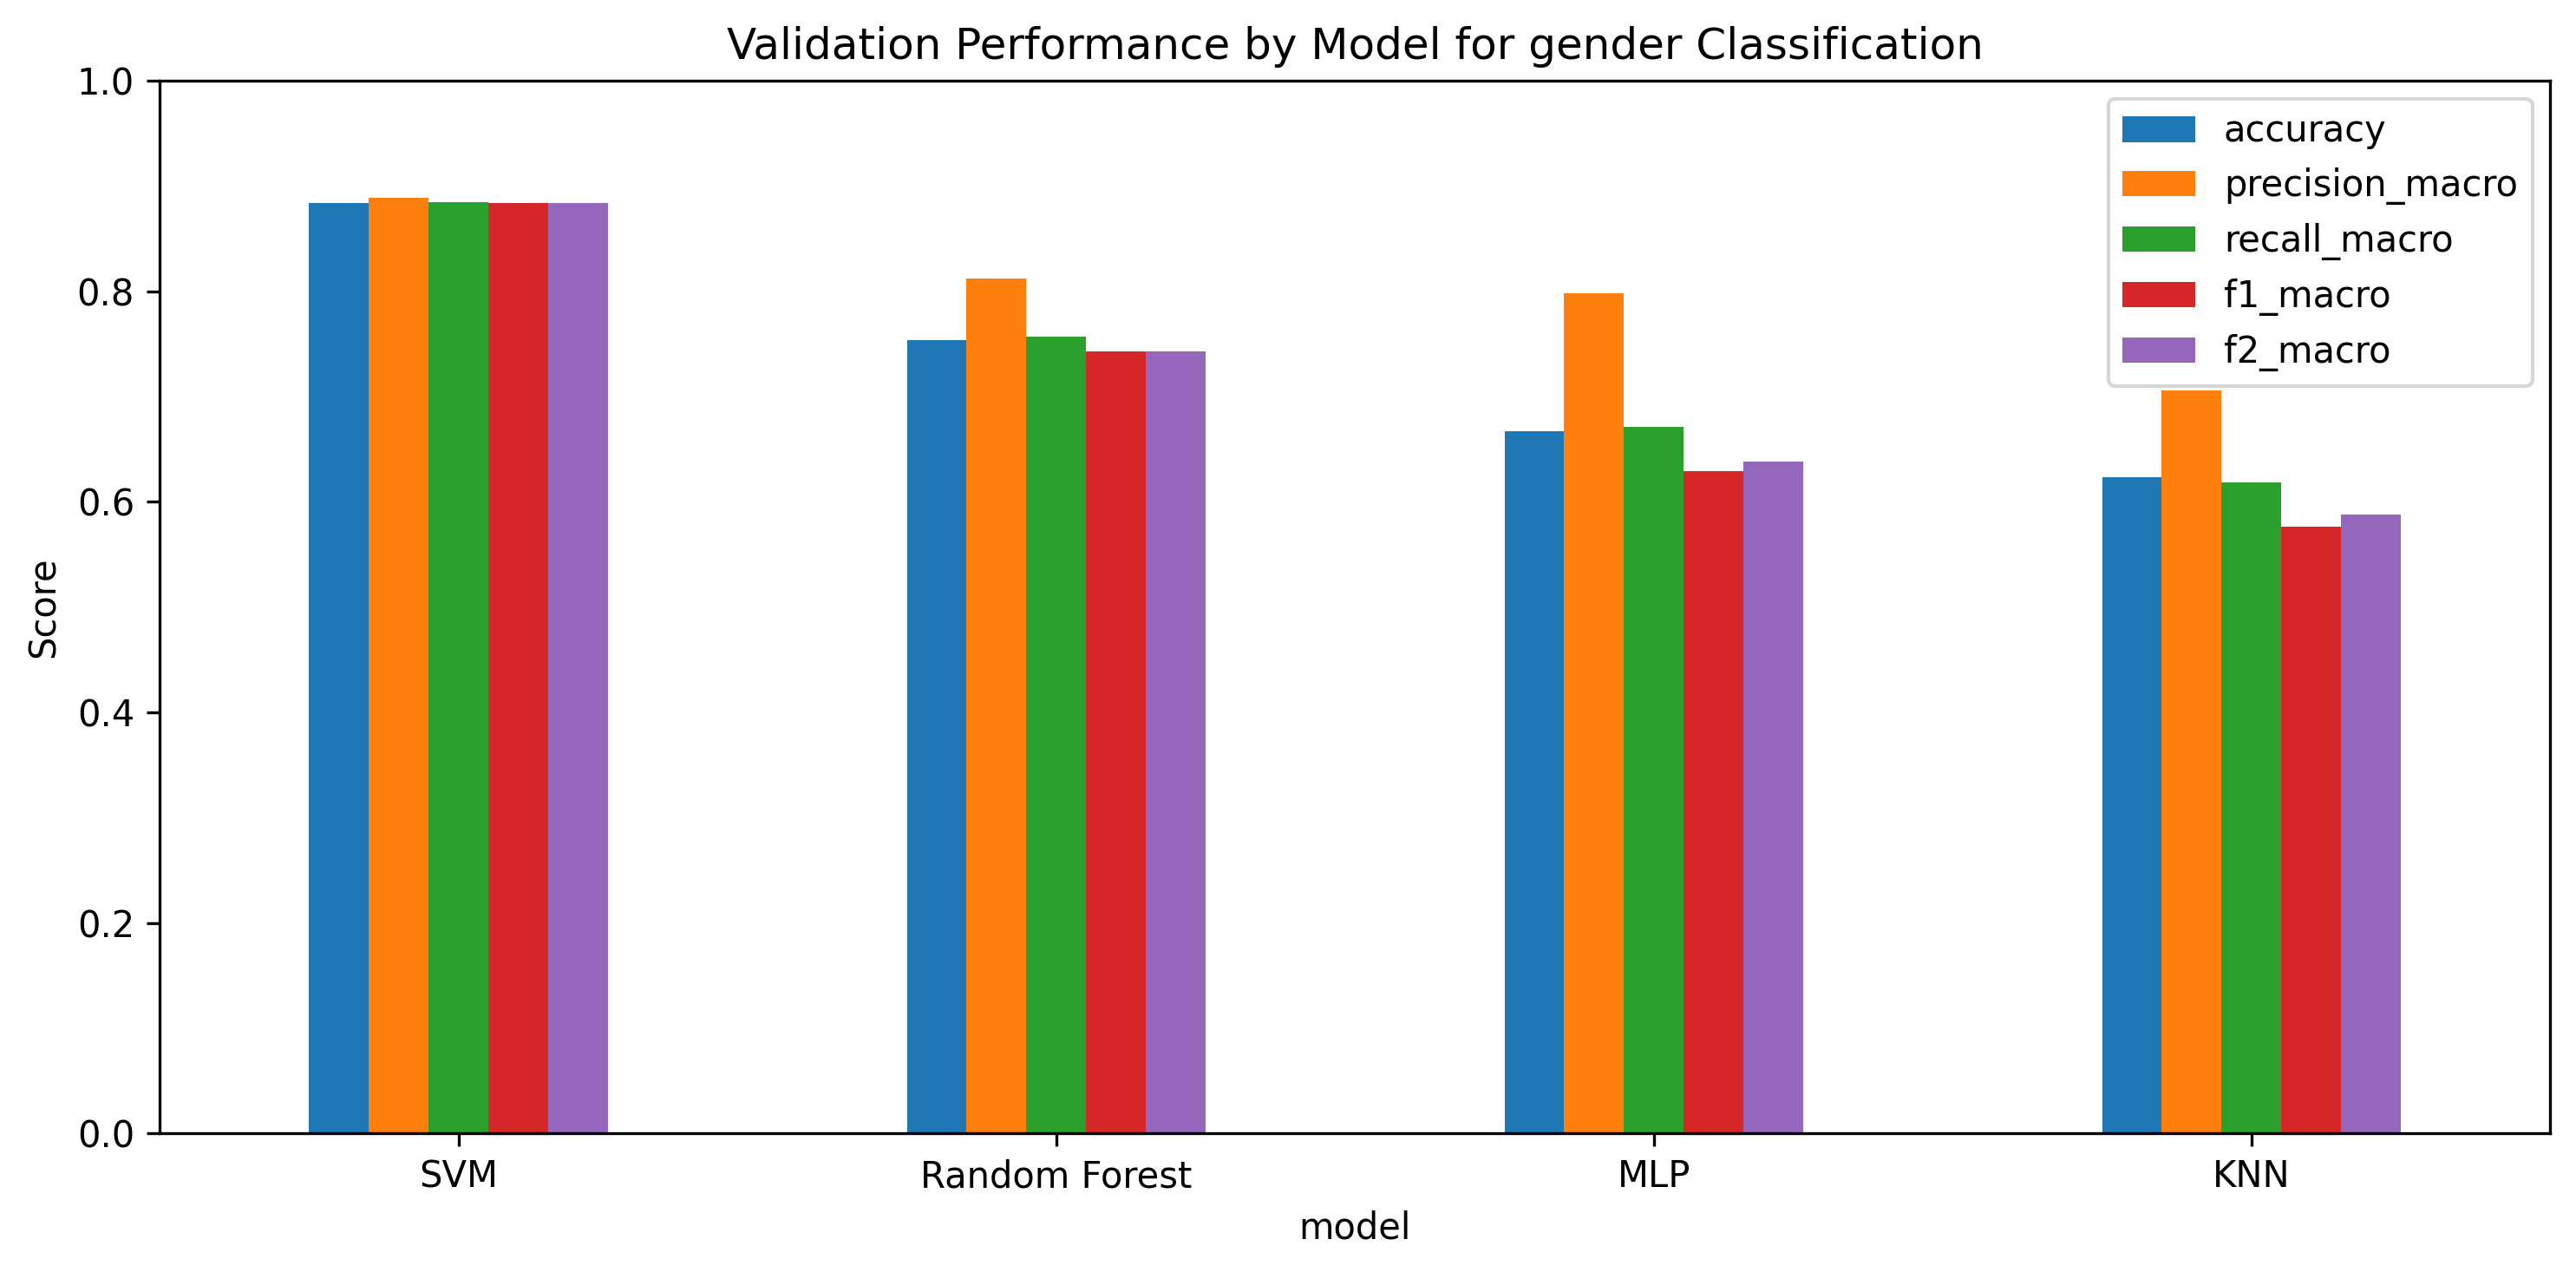 Validation Performance by Model for gender Classification
1.0
0.8
0.6
0.4
0.2
0.0
Score
accuracy
precision_macro
recall_macro
f1_macro
f2_macro
SVM
Random Forest
MLP
KNN
model